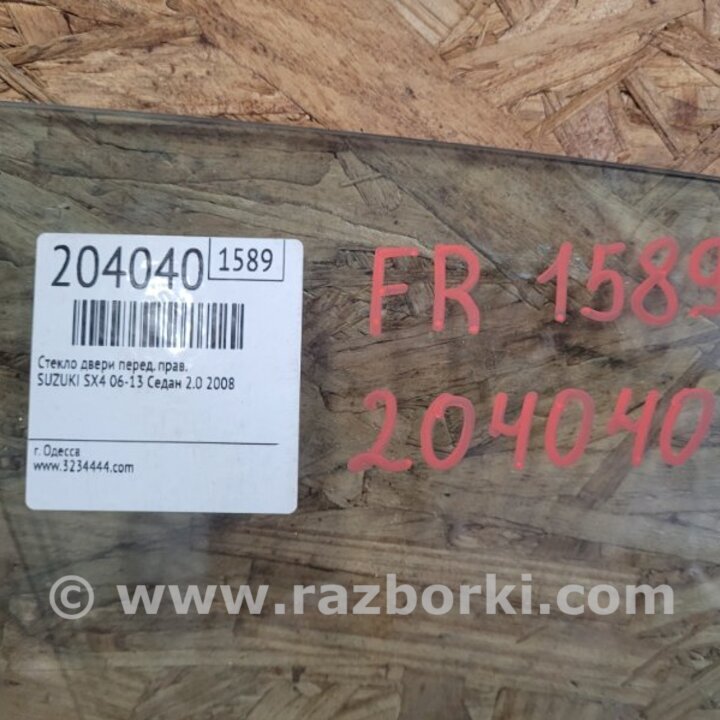 204040 1589
Стекло двери перед. прав.
SUZUKI SX4 06-13 Седан 2.0 2008
г. Одесса
www.3234444.com
FR 1589
204040
© www.razborki.com